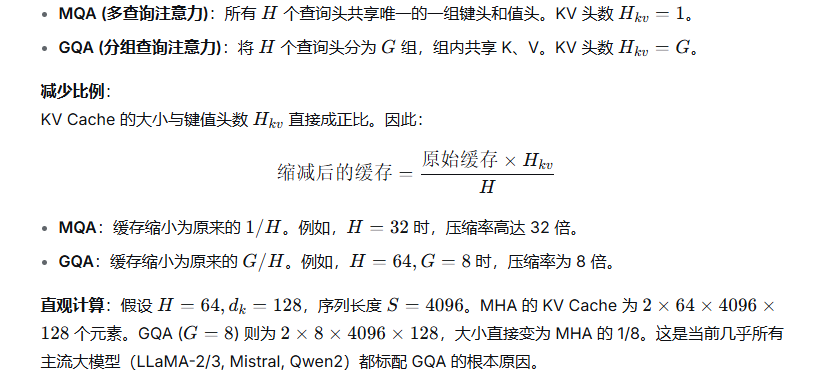 • MQA (多查询注意力)：所有 H 个查询头共享唯一的一组键头和值头。KV 头数 H_{kv} = 1。
• GQA (分组查询注意力)：将 H 个查询头分为 G 组，组内共享 K、V。KV 头数 H_{kv} = G。
减少比例：
KV Cache 的大小与键值头数 H_{kv} 直接成正比。因此：
缩减后的缓存 = \frac{原始缓存 × H_{kv}}{H}
• MQA：缓存缩小为原来的 1/H。例如，H = 32 时，压缩率高达 32 倍。
• GQA：缓存缩小为原来的 G/H。例如，H = 64, G = 8 时，压缩率为 8 倍。
直观计算：假设 H = 64, d_k = 128，序列长度 S = 4096。MHA 的 KV Cache 为 2 × 64 × 4096 ×
128 个元素。GQA (G = 8) 则为 2 × 8 × 4096 × 128，大小直接变为 MHA 的 1/8。这是当前几乎所有
主流大模型（LLaMA-2/3, Mistral, Qwen2）都标配 GQA 的根本原因。